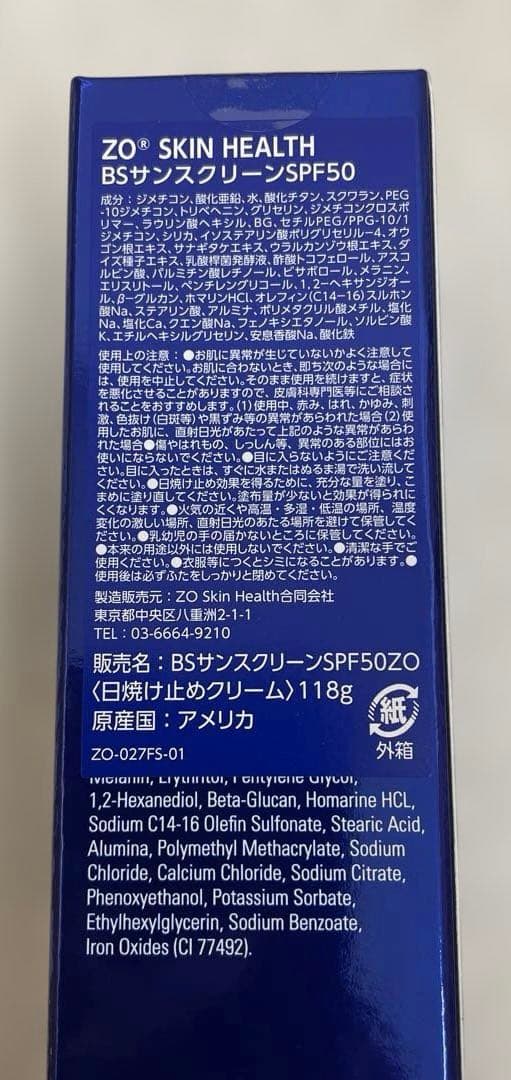 ZO® SKIN HEALTH
BSサンスクリーンSPF50
成分：ジメチコン、酸化亜鉛、水、酸化チタン、スクワラン、PEG
-10ジメチコン、トリベヘニン、グリセリン、ジメチコンクロスポ
リマー、ラウリン酸ヘキシル、BG、セチルPEG/PPG-10/1
ジメチコン、シリカ、イソステアリン酸ポリグリセリル-4、オウ
ゴン根エキス、サナギタケエキス、ウラルカンゾウ根エキス、ダ
イズ種子エキス、乳酸桿菌発酵液、酢酸トコフェロール、アスコ
ルビン酸、パルミチン酸レチノール、ビサボロール、メラニン、
エリスリトール、ペンチレングリコール、1,2-ヘキサンジオ
ール、β-グルカン、ホマリンHCl、オレフィン(C14-16)スルホン
酸Na、ステアリン酸、アルミナ、ポリメタクリル酸メチル、塩化
Na、塩化Ca、クエン酸Na、フェノキシエタノール、ソルビン酸
K、エチルヘキシルグリセリン、安息香酸Na、酸化鉄
使用上の注意：●お肌に異常が生じていないかよく注意して
使用してください。お肌に合わないとき、即ち次のような場合に
は、使用を中止してください。そのまま使用を続けますと、症状
を悪化させることがありますので、皮膚科専門医等にご相談さ
れることをおすすめします。(1)使用中、赤み、はれ、かゆみ、刺
激、色抜け(白斑等)や黒ずみ等の異常があらわれた場合(2)使
用したお肌に、直射日光があたって上記のような異常があらわ
れた場合●傷やはれもの、しっしん等、異常のある部位にはお
使いにならないでください。●目に入らないようにご注意くださ
い。目に入ったときは、すぐに水またはぬるま湯で洗い流して
ください。●日焼け止め効果を得るために、充分な量を塗り、こ
まめに塗り直してください。塗布量が少ないと効果が得られに
くくなります。●火気の近くや高温・多湿・低温の場所、温度
変化の激しい場所、直射日光のあたる場所を避けて保管してく
ださい。●乳幼児の手の届かないところに保管してください。
●本来の用途以外には使用しないでください。●清潔な手でご
使用ください。●衣服等につくとシミになることがあります。●
使用後は必ずふたをしっかりと閉めてください。
製造販売元：ZO Skin Health合同会社
東京都中央区八重洲2-1-1
TEL：03-6664-9210
販売名：BSサンスクリーンSPF50ZO
〈日焼け止めクリーム〉118g
原産国：アメリカ
紙
外箱
ZO-027FS-01
Melanin, Erythritol, Pentylene Glycol,
1,2-Hexanediol, Beta-Glucan, Homarine HCL,
Sodium C14-16 Olefin Sulfonate, Stearic Acid,
Alumina, Polymethyl Methacrylate, Sodium
Chloride, Calcium Chloride, Sodium Citrate,
Phenoxyethanol, Potassium Sorbate,
Ethylhexylglycerin, Sodium Benzoate,
Iron Oxides (CI 77492).